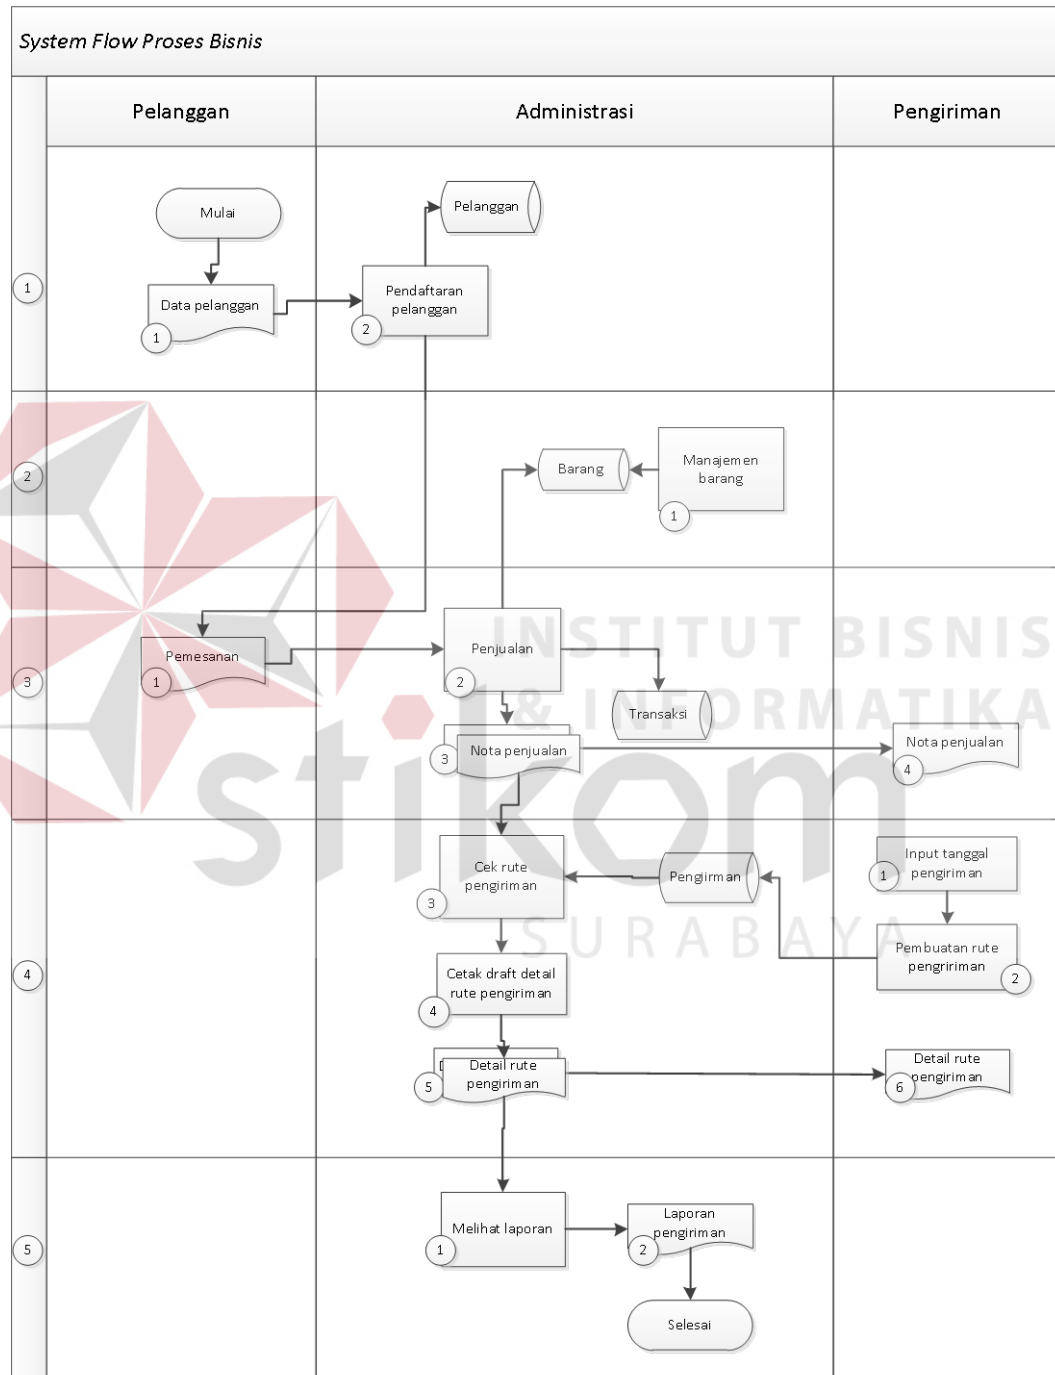 System Flow Proses Bisnis
Pelanggan
Administrasi
Pengiriman
1
Mulai
Data pelanggan
1
Pendaftaran
pelanggan
2
Pelanggan
2
Barang
Manajemen
barang
1
3
Pemesanan
1
Penjualan
2
Transaksi
Nota penjualan
3
Nota penjualan
4
4
Cek rute
pengiriman
3
Pengirman
Input tanggal
pengiriman
1
Pembuatan rute
pengririman
2
Cetak draft detail
rute pengiriman
4
D
Detail rute
pengiriman
5
Detail rute
pengiriman
6
5
Melihat laporan
1
Laporan
pengiriman
2
Selesai
INSTITUT BISNIS
& INFORMATIKA
stikom
SURABAYA